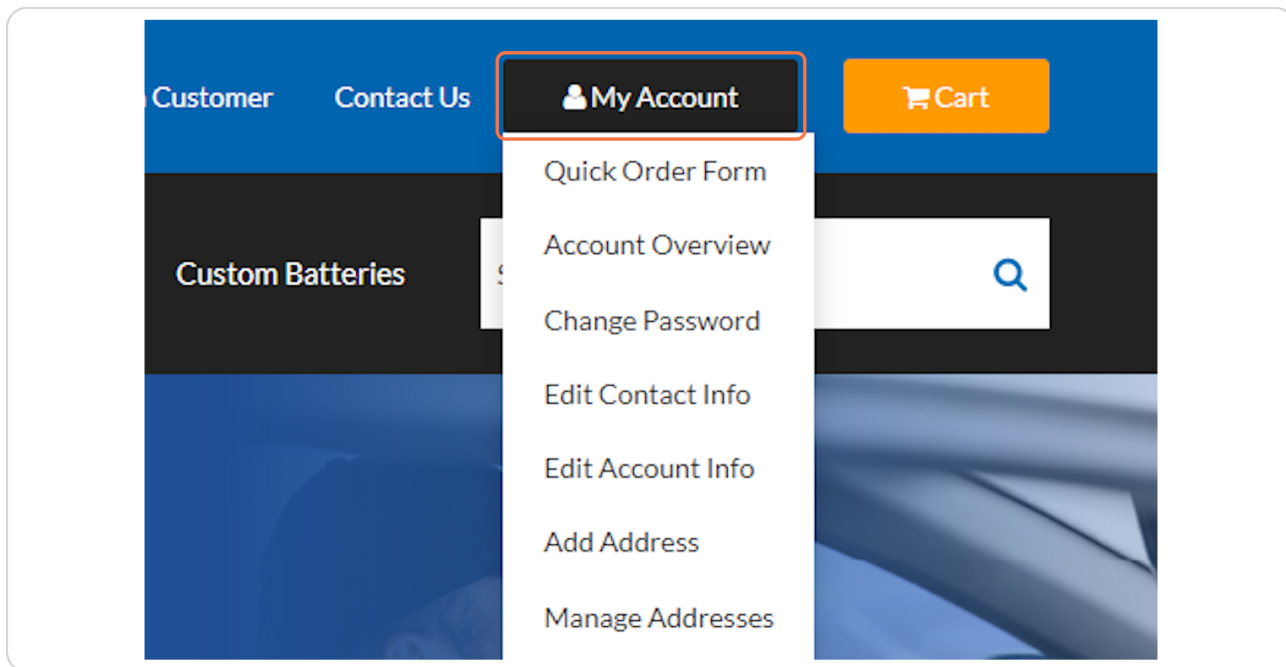 Customer Contact Us My Account Cart
Quick Order Form
Account Overview
Custom Batteries
Change Password
Edit Contact Info
Edit Account Info
Add Address
Manage Addresses